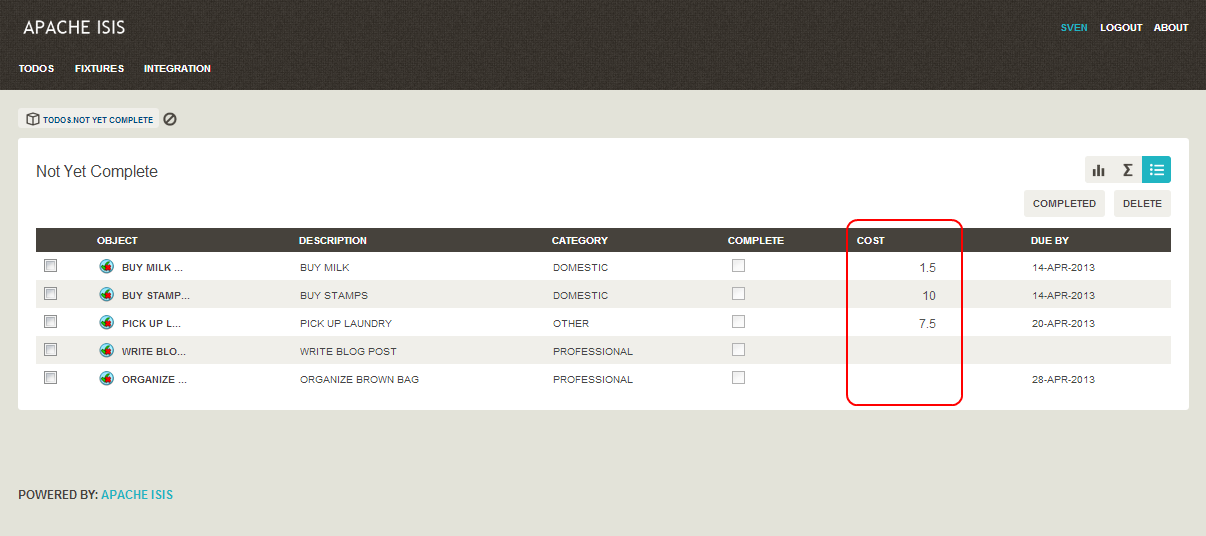 APACHE ISIS
SVEN LOGOUT ABOUT
TODOS FIXTURES INTEGRATION
TODOS.NOT YET COMPLETE
Not Yet Complete
Σ
COMPLETED DELETE
OBJECT DESCRIPTION CATEGORY COMPLETE COST DUE BY
BUY MILK ... BUY MILK DOMESTIC 1.5 14-APR-2013
BUY STAMP... BUY STAMPS DOMESTIC 10 14-APR-2013
PICK UP L... PICK UP LAUNDRY OTHER 7.5 20-APR-2013
WRITE BLO... WRITE BLOG POST PROFESSIONAL
ORGANIZE ... ORGANIZE BROWN BAG PROFESSIONAL 28-APR-2013
POWERED BY: APACHE ISIS